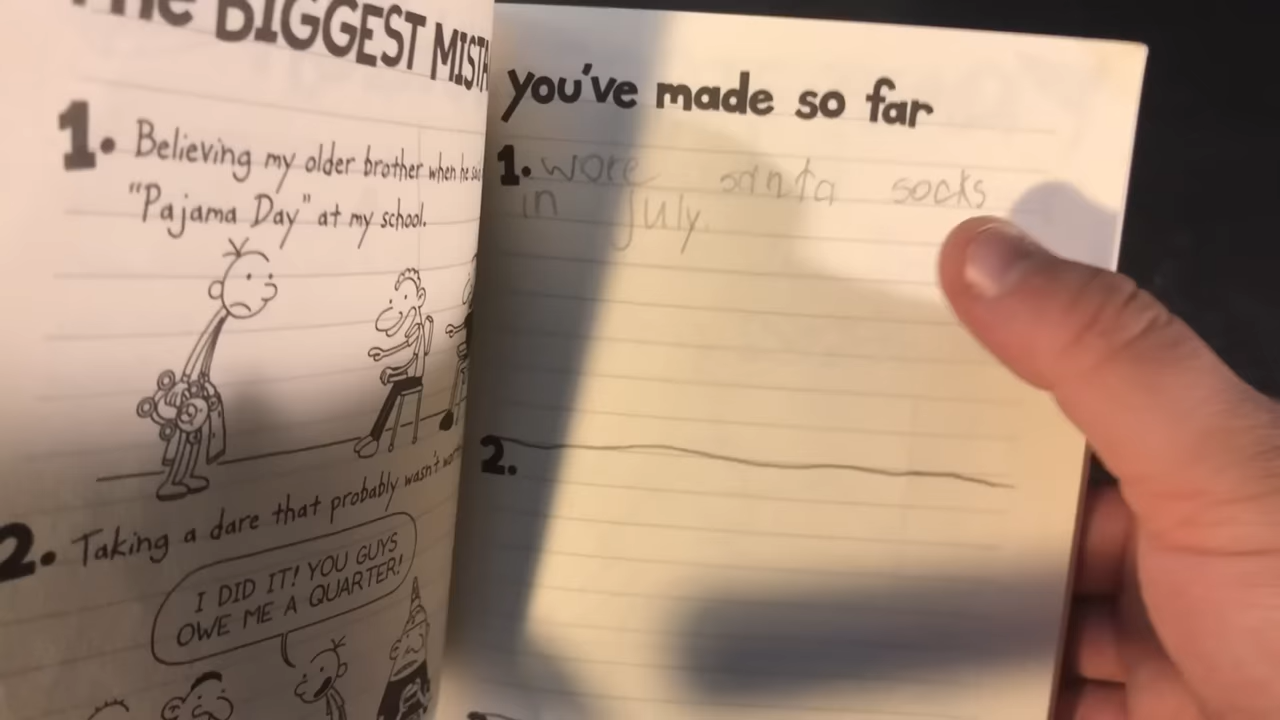 The BIGGEST
you've made so far
1. Believing my older brother when he
"Pajama Day" at my school.
1. wore santa socks
in july.
2.
2. Taking a dare that probably wasn't
I DID IT! YOU GUYS
OWE ME A QUARTER!